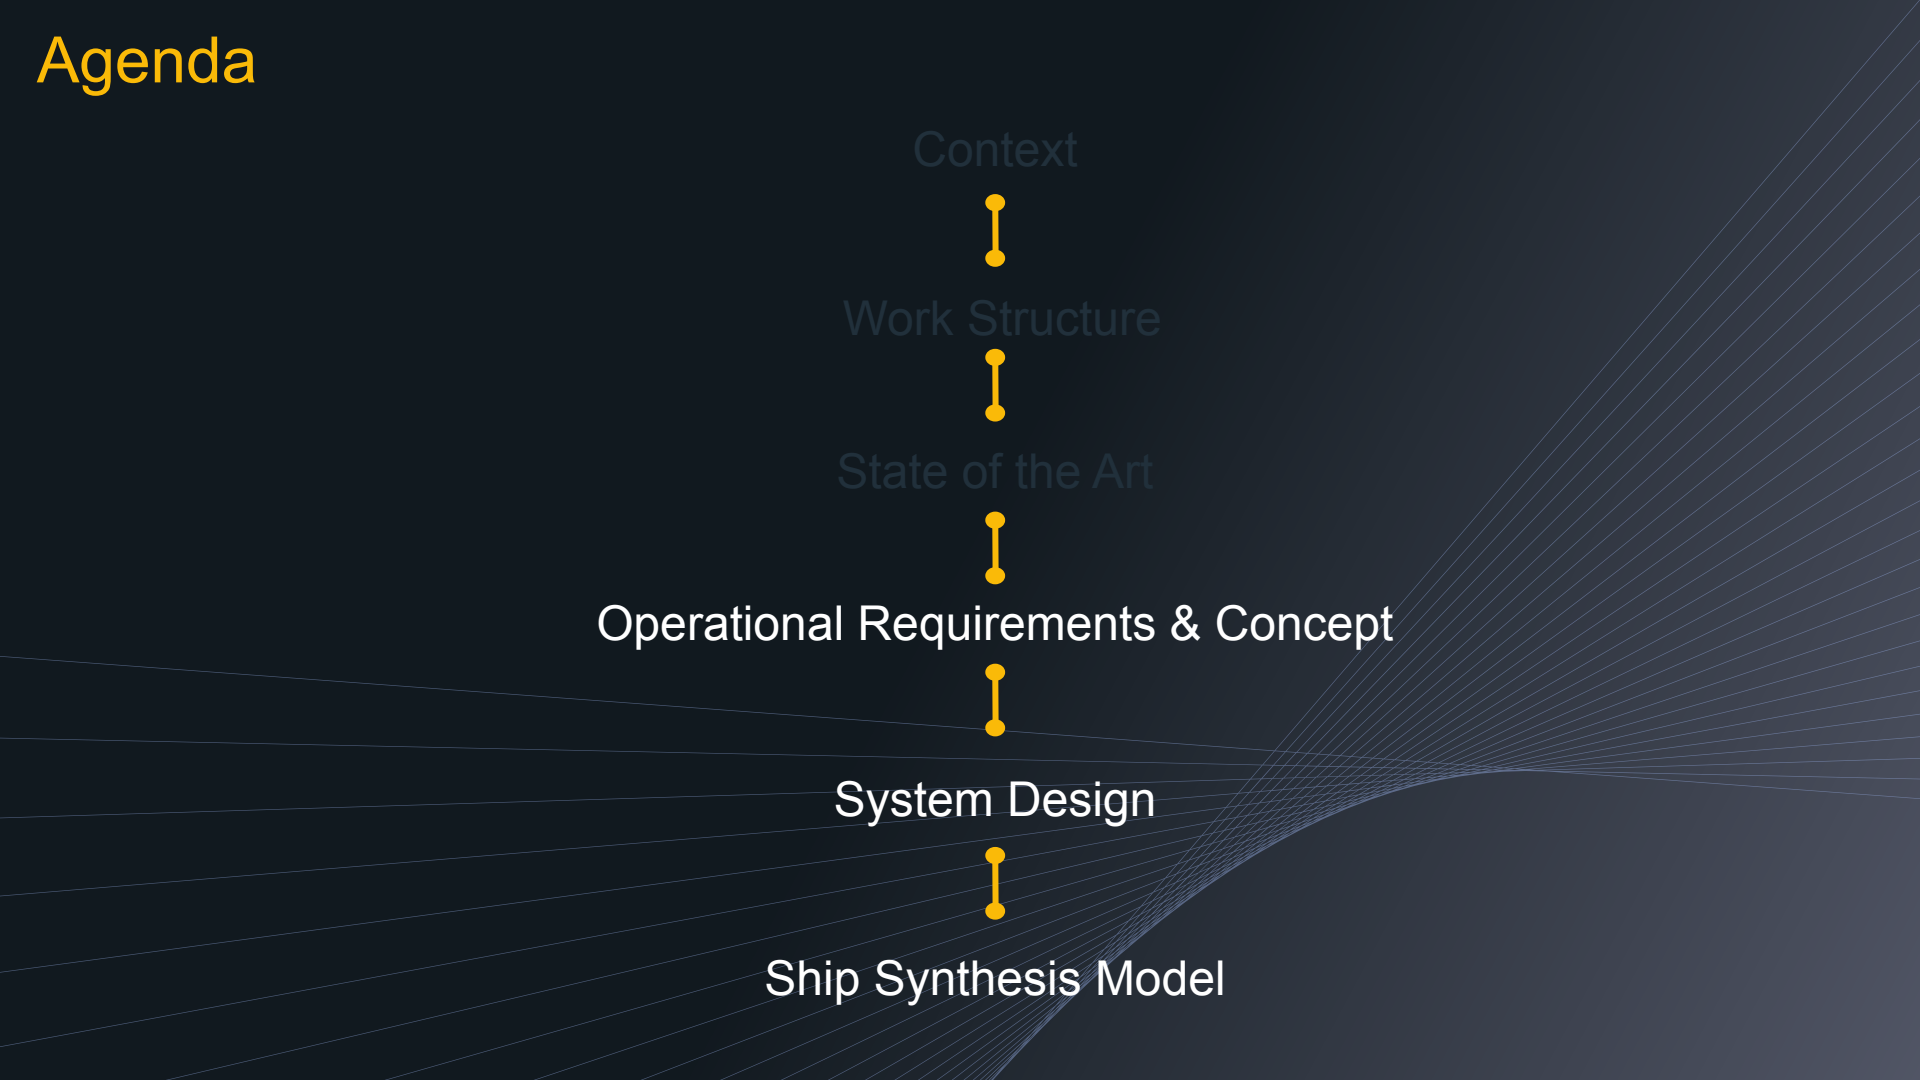 Agenda
Context
Work Structure
State of the Art
Operational Requirements & Concept
System Design
Ship Synthesis Model